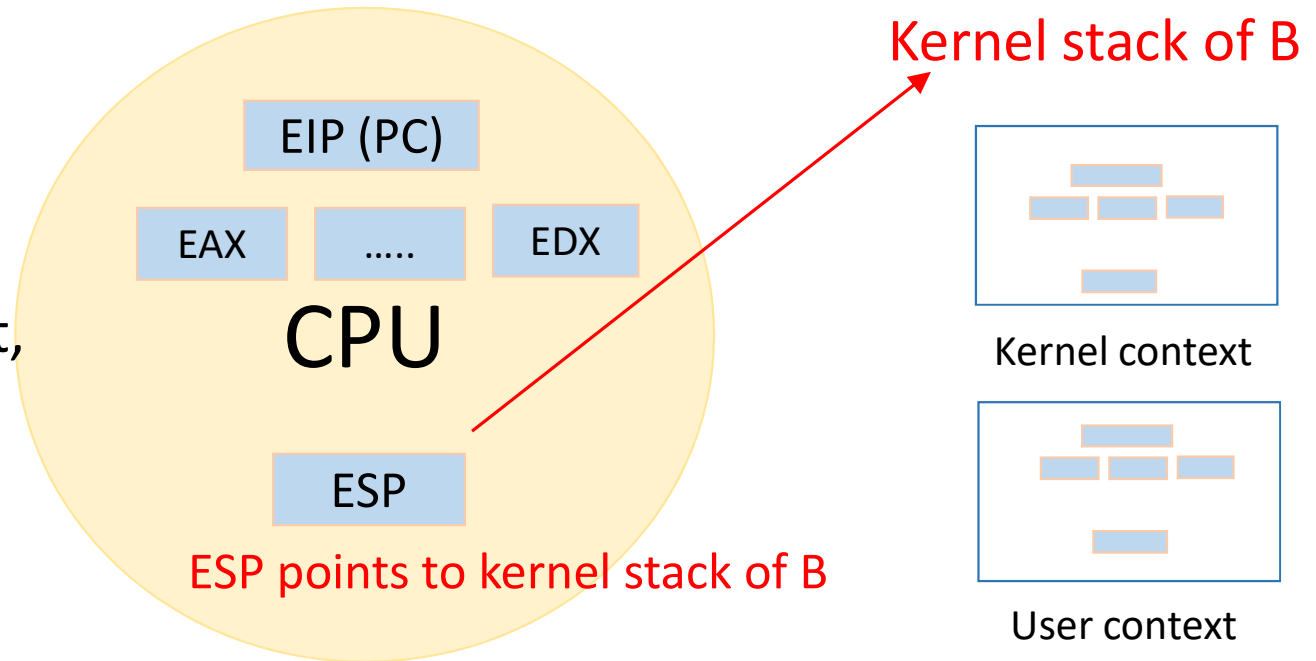 Kernel stack of B
EIP (PC)
EAX
.....
EDX
CPU
ESP
ESP points to kernel stack of B
Kernel context
User context